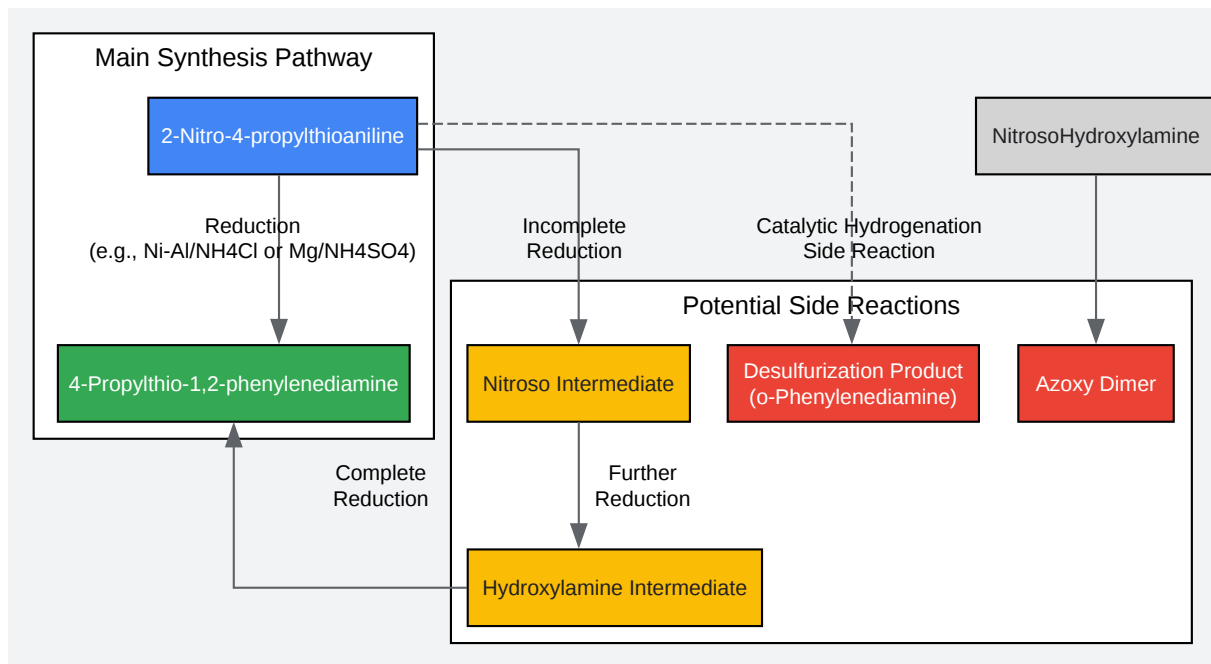 Main Synthesis Pathway
2-Nitro-4-propylthioaniline
NitrosoHydroxylamine
Reduction
(e.g., Ni-Al/NH4Cl or Mg/NH4SO4)
Incomplete
Reduction
Catalytic Hydrogenation
Side Reaction
Potential Side Reactions
4-Propylthio-1,2-phenylenediamine
Nitroso Intermediate
Desulfurization Product
(o-Phenylenediamine)
Azoxy Dimer
Complete
Reduction
Further
Reduction
Hydroxylamine Intermediate